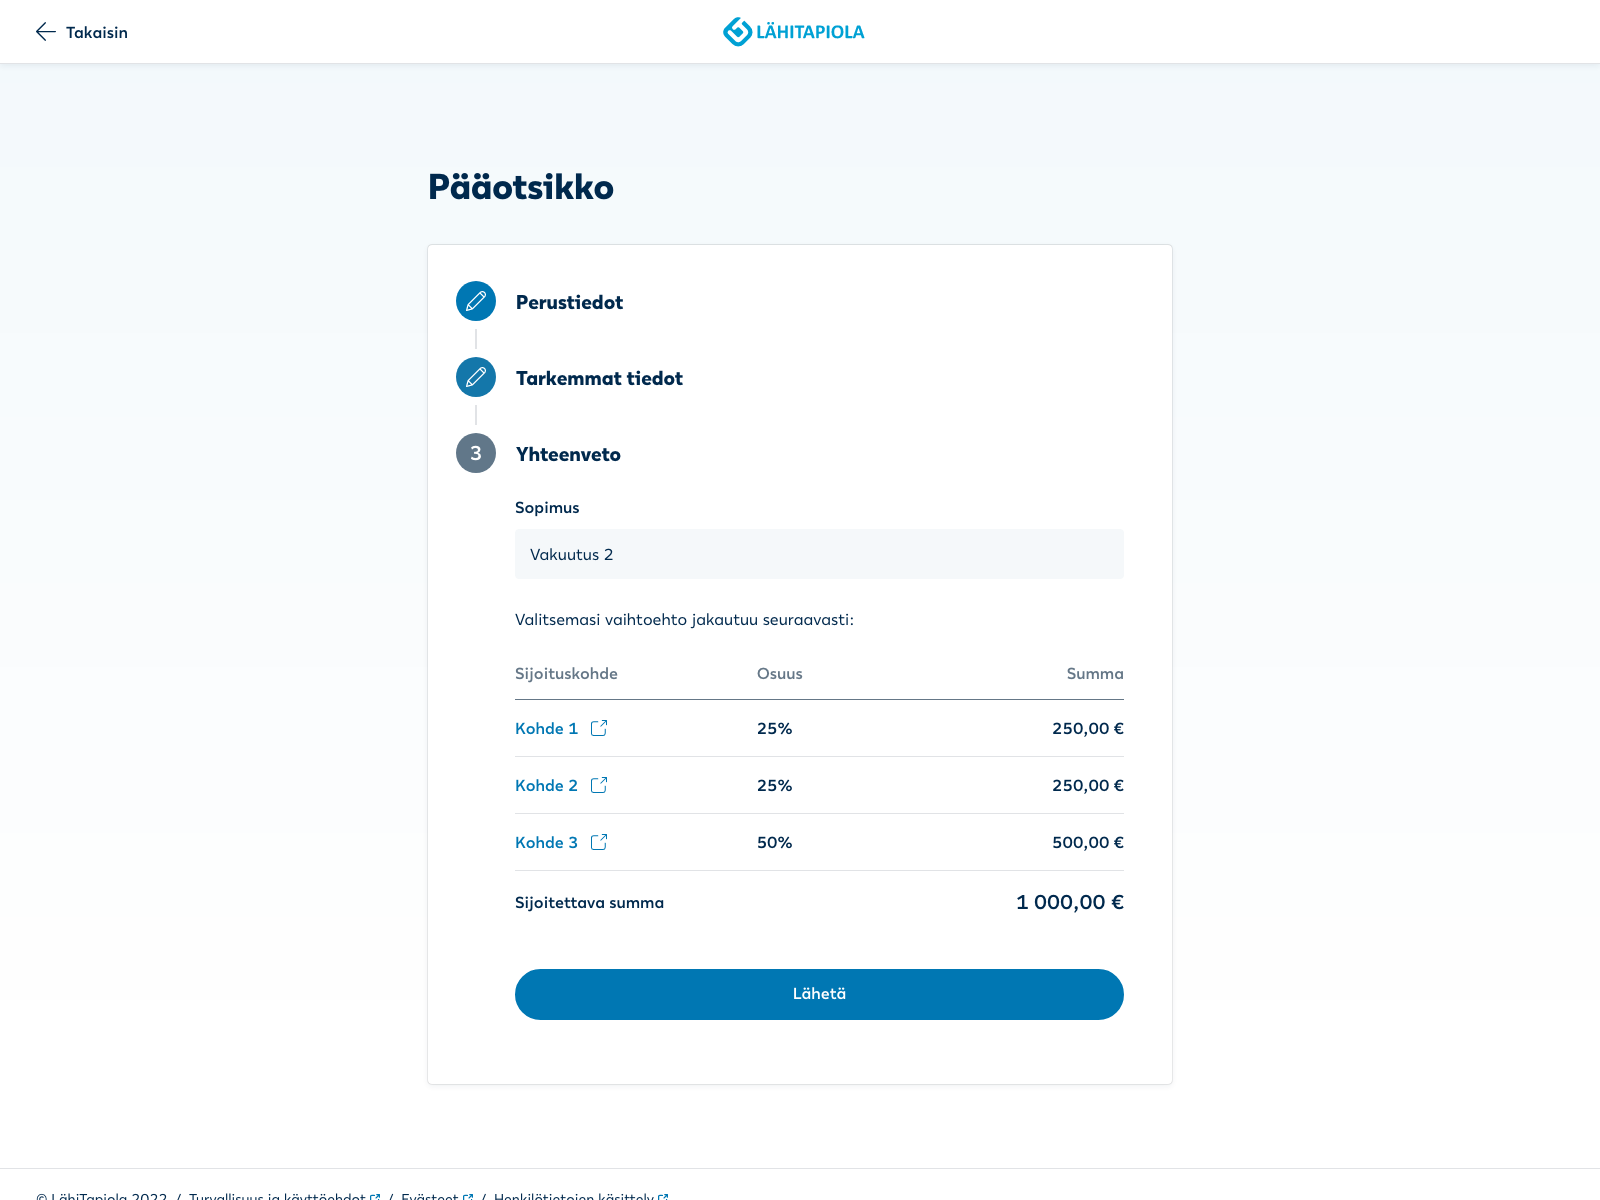 Takaisin
LÄHITAPIOLA
Pääotsikko
Perustiedot
Tarkemmat tiedot
3 Yhteenveto
Sopimus
Vakuutus 2
Valitsemasi vaihtoehto jakautuu seuraavasti:
Sijoituskohde Osuus Summa
Kohde 1 25% 250,00 €
Kohde 2 25% 250,00 €
Kohde 3 50% 500,00 €
Sijoitettava summa 1 000,00 €
Lähetä
© LähiTapiola 2022 / Turvallisuus ja käyttöehdot / Evästeet / Henkilötietojen käsittely